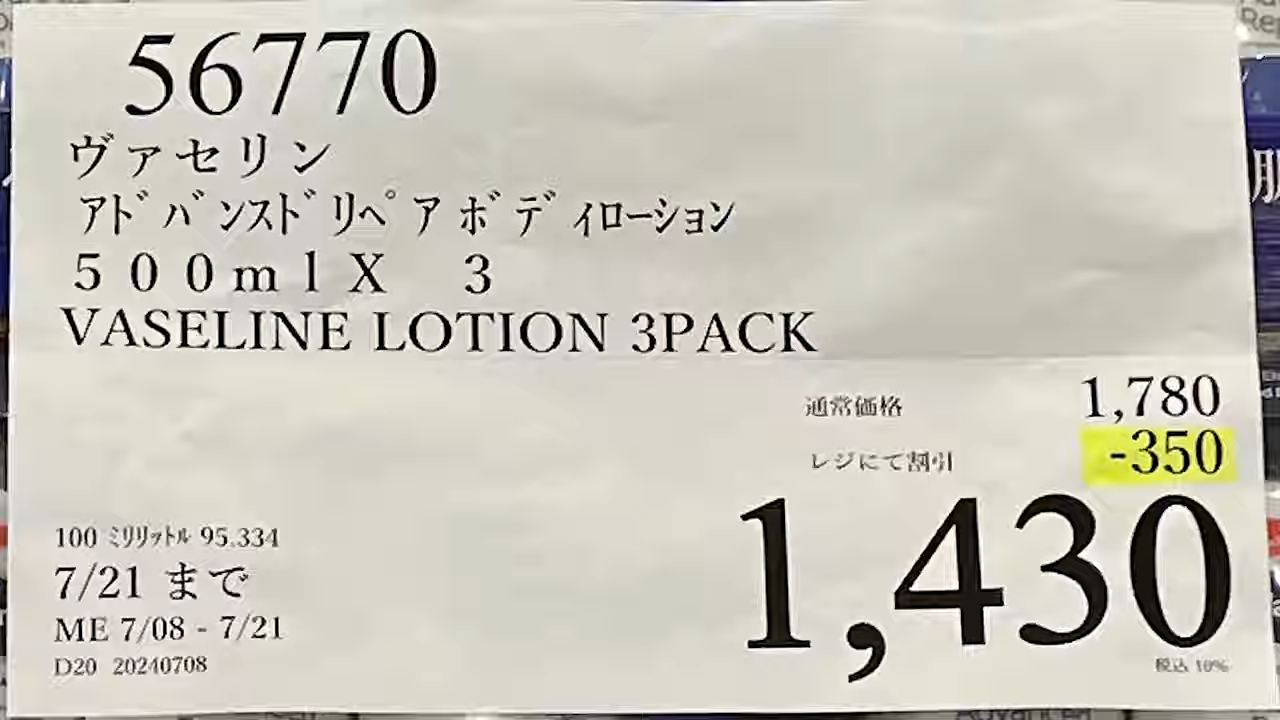 56770
ヴァセリン
ｱﾄﾞﾊﾞﾝｽﾄﾞﾘﾍﾟｱﾎﾞﾃﾞｨﾛｰｼｮﾝ
５００ｍｌＸ　３
VASELINE LOTION 3PACK
通常価格 1,780
レジにて割引 -350
1,430
税込 10%
100 ﾐﾘﾘｯﾄﾙ 95.334
7/21 まで
ME 7/08 - 7/21
D20 20240708